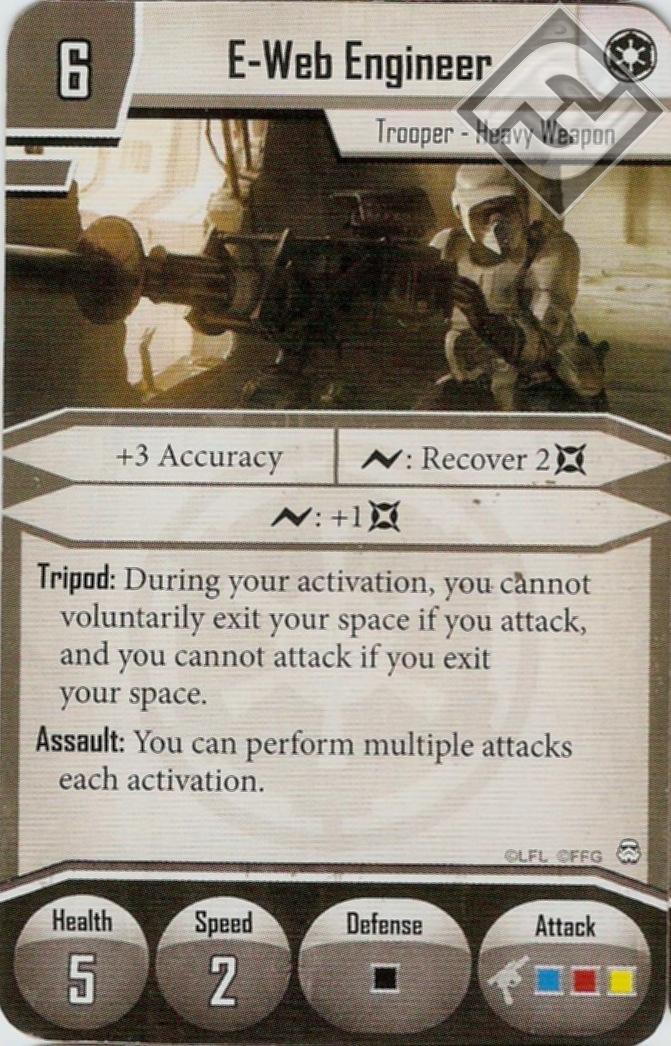 6
E-Web Engineer
Trooper - Heavy Weapon
+3 Accuracy
: Recover 2
: +1
Tripod: During your activation, you cannot
voluntarily exit your space if you attack,
and you cannot attack if you exit
your space.
Assault: You can perform multiple attacks
each activation.
©LFL ©FFG
Health
5
Speed
2
Defense
Attack